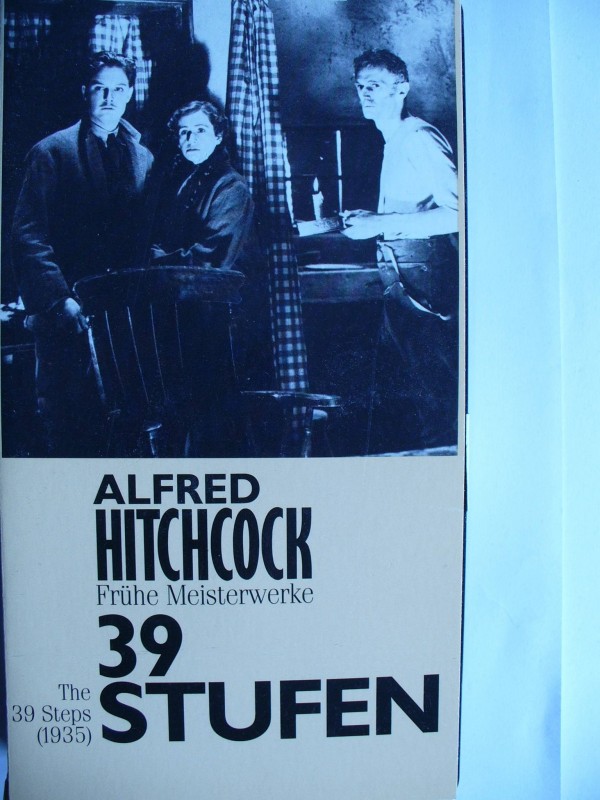 ALFRED
HITCHCOCK
Frühe Meisterwerke
39
STUFEN
The
39 Steps
(1935)